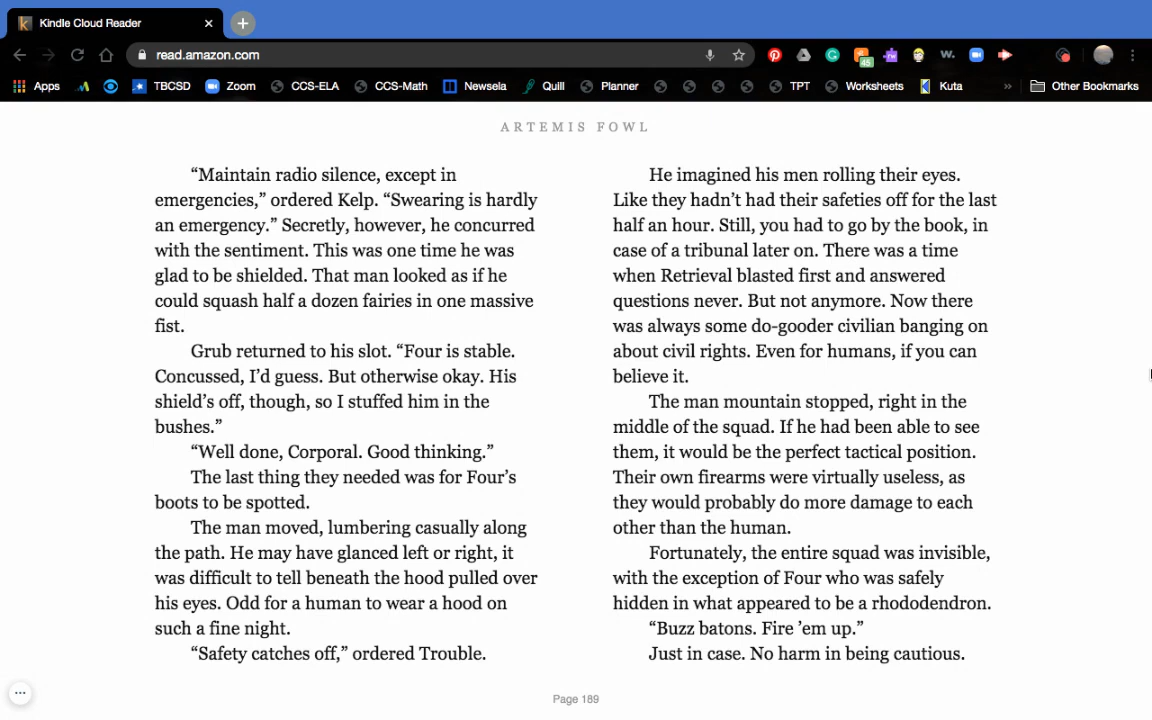 Kindle Cloud Reader
read.amazon.com
45
Apps
TBCSD
Zoom
CCS-ELA
CCS-Math
Newsela
Quill
Planner
TPT
Worksheets
Kuta
»
Other Bookmarks
ARTEMIS FOWL
“Maintain radio silence, except in
emergencies,” ordered Kelp. “Swearing is hardly
an emergency.” Secretly, however, he concurred
with the sentiment. This was one time he was
glad to be shielded. That man looked as if he
could squash half a dozen fairies in one massive
fist.
Grub returned to his slot. “Four is stable.
Concussed, I’d guess. But otherwise okay. His
shield’s off, though, so I stuffed him in the
bushes.”
“Well done, Corporal. Good thinking.”
The last thing they needed was for Four’s
boots to be spotted.
The man moved, lumbering casually along
the path. He may have glanced left or right, it
was difficult to tell beneath the hood pulled over
his eyes. Odd for a human to wear a hood on
such a fine night.
“Safety catches off,” ordered Trouble.
He imagined his men rolling their eyes.
Like they hadn’t had their safeties off for the last
half an hour. Still, you had to go by the book, in
case of a tribunal later on. There was a time
when Retrieval blasted first and answered
questions never. But not anymore. Now there
was always some do-gooder civilian banging on
about civil rights. Even for humans, if you can
believe it.
The man mountain stopped, right in the
middle of the squad. If he had been able to see
them, it would be the perfect tactical position.
Their own firearms were virtually useless, as
they would probably do more damage to each
other than the human.
Fortunately, the entire squad was invisible,
with the exception of Four who was safely
hidden in what appeared to be a rhododendron.
“Buzz batons. Fire ’em up.”
Just in case. No harm in being cautious.
Page 189